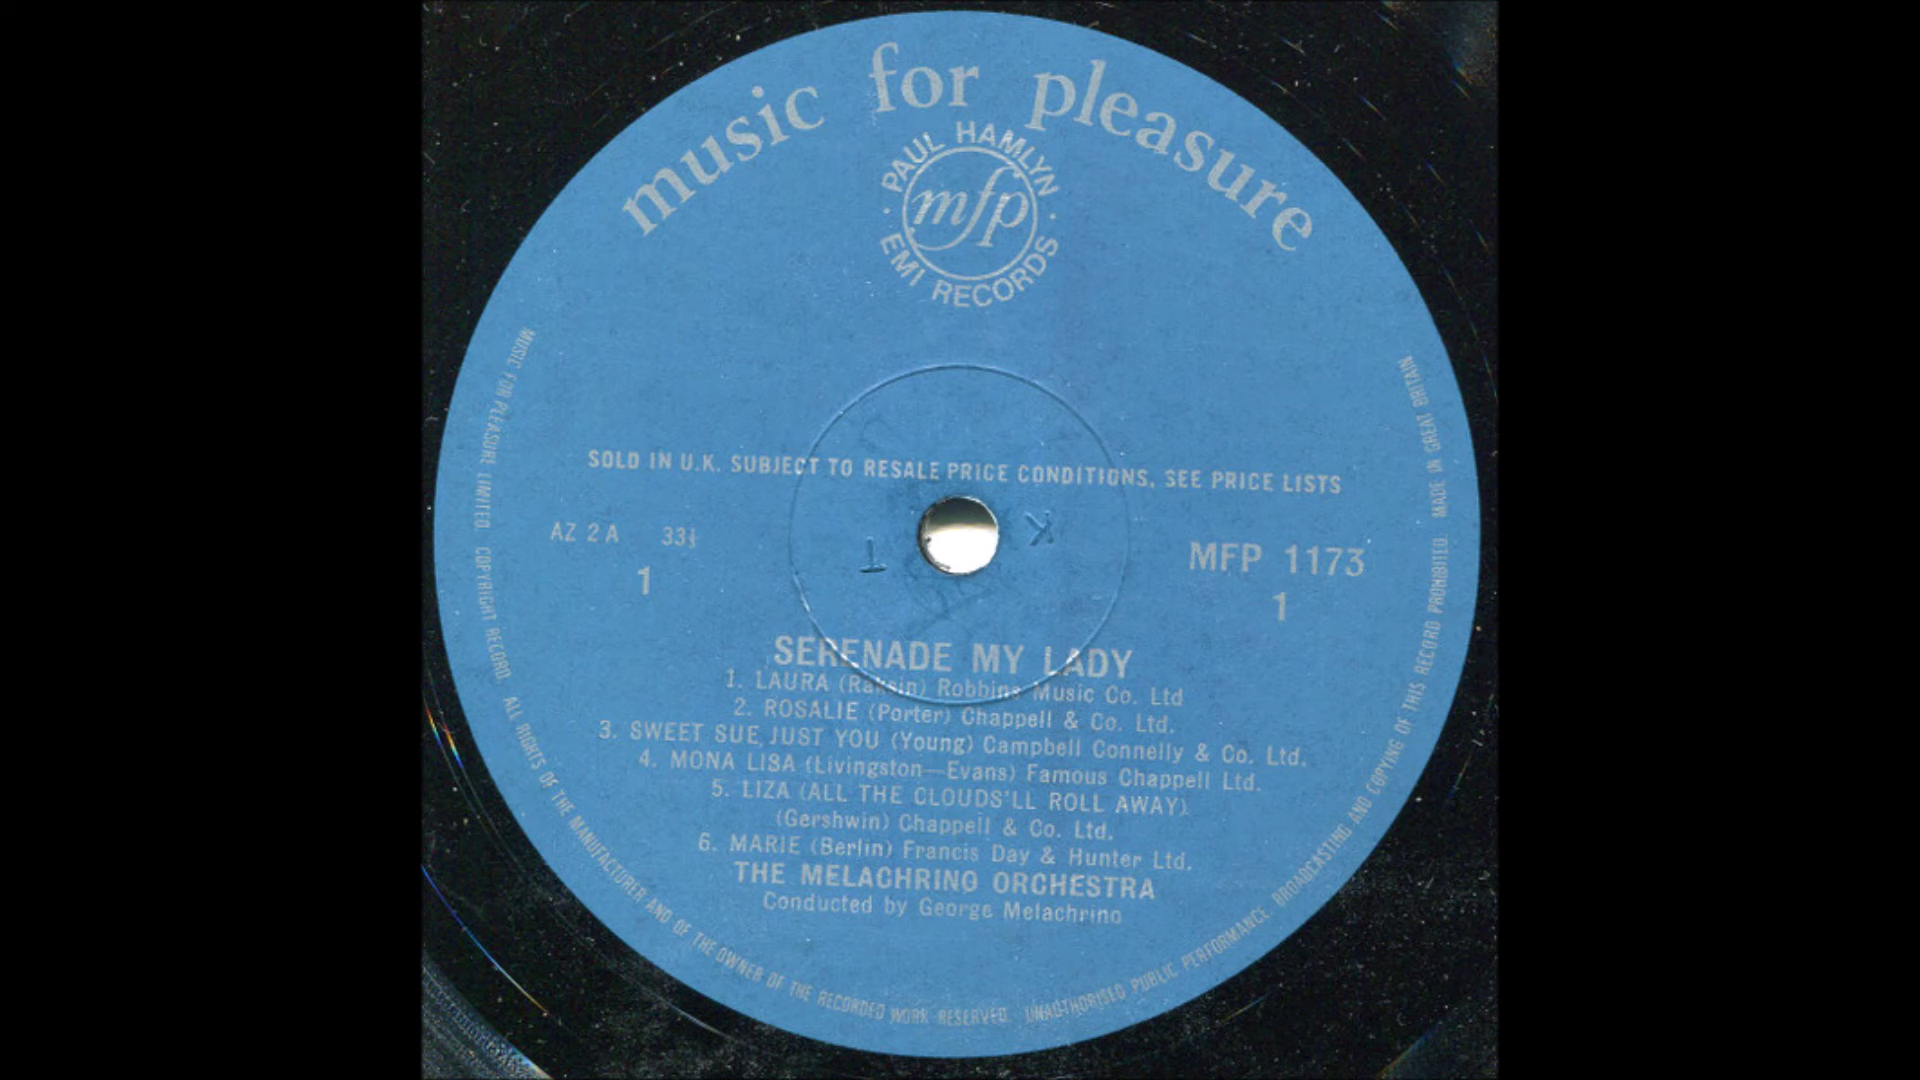 music for pleasure
PAUL HAMLYN
mfp
EMI RECORDS
SOLD IN U.K. SUBJECT TO RESALE PRICE CONDITIONS, SEE PRICE LISTS
AZ 2 A 33⅓
1
MFP 1173
1
T K
SERENADE MY LADY
1. LAURA (Raksin) Robbins Music Co. Ltd
2. ROSALIE (Porter) Chappell & Co. Ltd.
3. SWEET SUE, JUST YOU (Young) Campbell Connelly & Co. Ltd.
4. MONA LISA (Livingston—Evans) Famous Chappell Ltd.
5. LIZA (ALL THE CLOUDS'LL ROLL AWAY)
(Gershwin) Chappell & Co. Ltd.
6. MARIE (Berlin) Francis Day & Hunter Ltd.
THE MELACHRINO ORCHESTRA
Conducted by George Melachrino
MUSIC FOR PLEASURE LIMITED. COPYRIGHT RECORD. ALL RIGHTS OF THE MANUFACTURER AND OF THE OWNER OF THE RECORDED WORK RESERVED. UNAUTHORISED PUBLIC PERFORMANCE, BROADCASTING AND COPYING OF THIS RECORD PROHIBITED. MADE IN GREAT BRITAIN